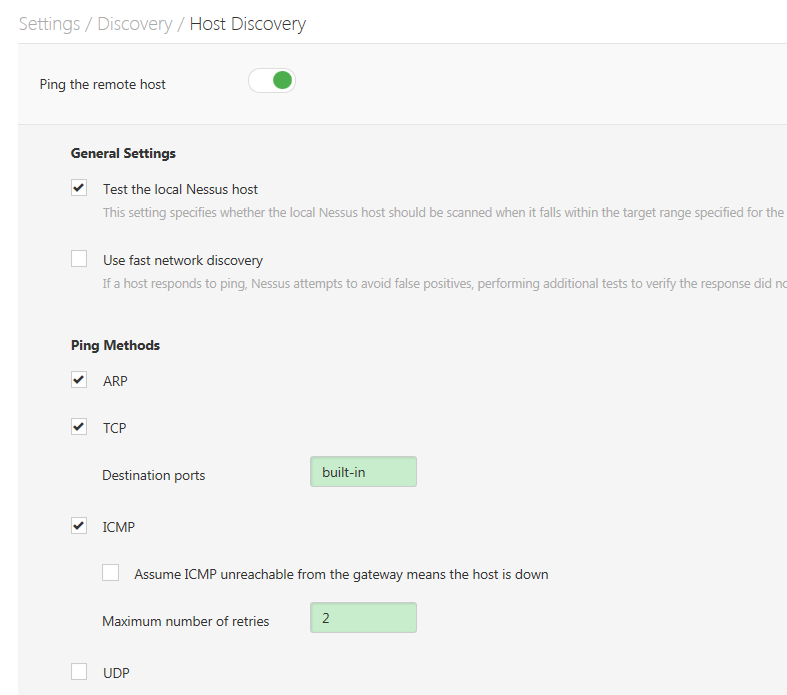 Settings / Discovery / Host Discovery
Ping the remote host
General Settings
Test the local Nessus host
This setting specifies whether the local Nessus host should be scanned when it falls within the target range specified for the
Use fast network discovery
If a host responds to ping, Nessus attempts to avoid false positives, performing additional tests to verify the response did
Ping Methods
ARP
TCP
Destination ports built-in
ICMP
Assume ICMP unreachable from the gateway means the host is down
Maximum number of retries 2
UDP